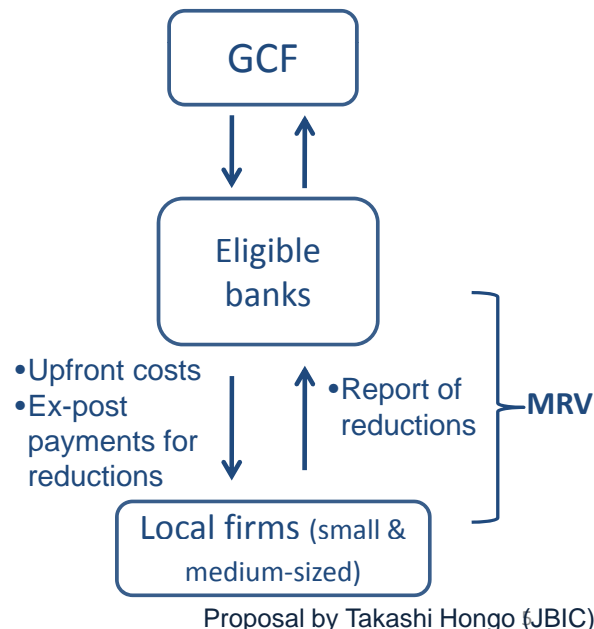 GCF
Eligible
banks
•Upfront costs
•Ex-post
payments for
reductions
•Report of
reductions
MRV
Local firms (small &
medium-sized)
Proposal by Takashi Hongo (JBIC)
5